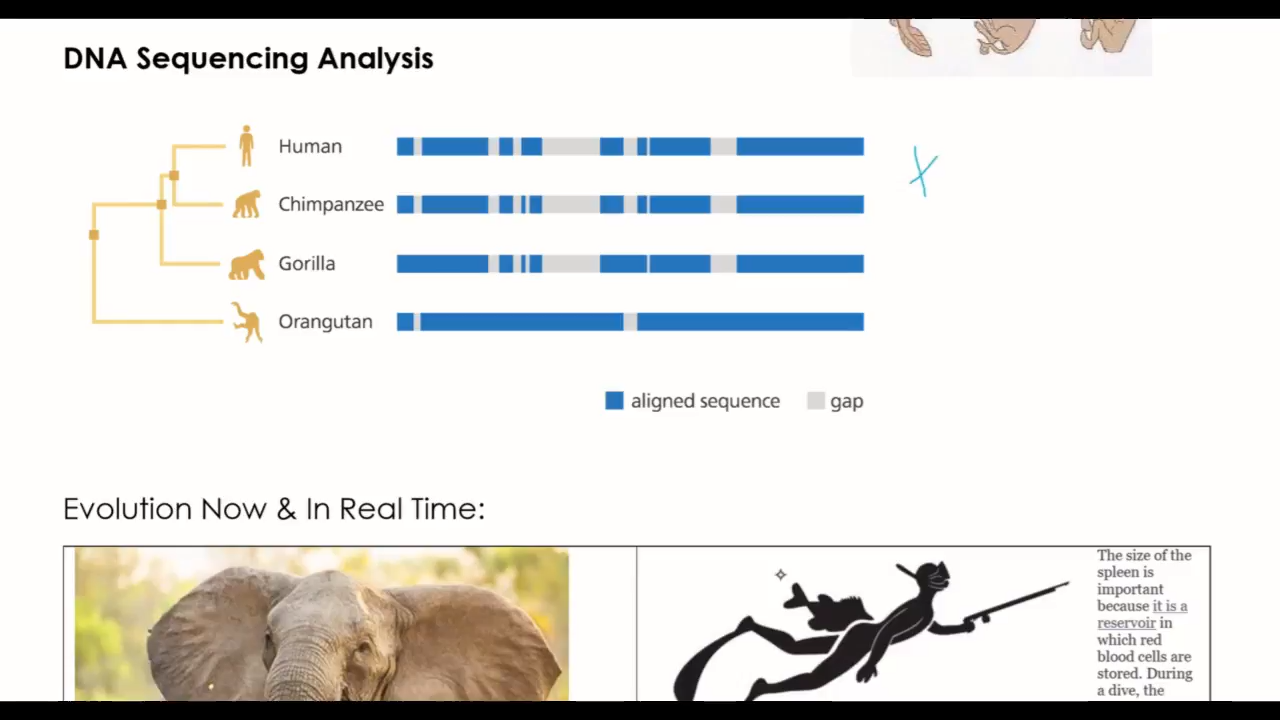 DNA Sequencing Analysis
Human
Chimpanzee
Gorilla
Orangutan
aligned sequence
gap
Evolution Now & In Real Time:
The size of the
spleen is
important
because it is a
reservoir in
which red
blood cells are
stored. During
a dive, the